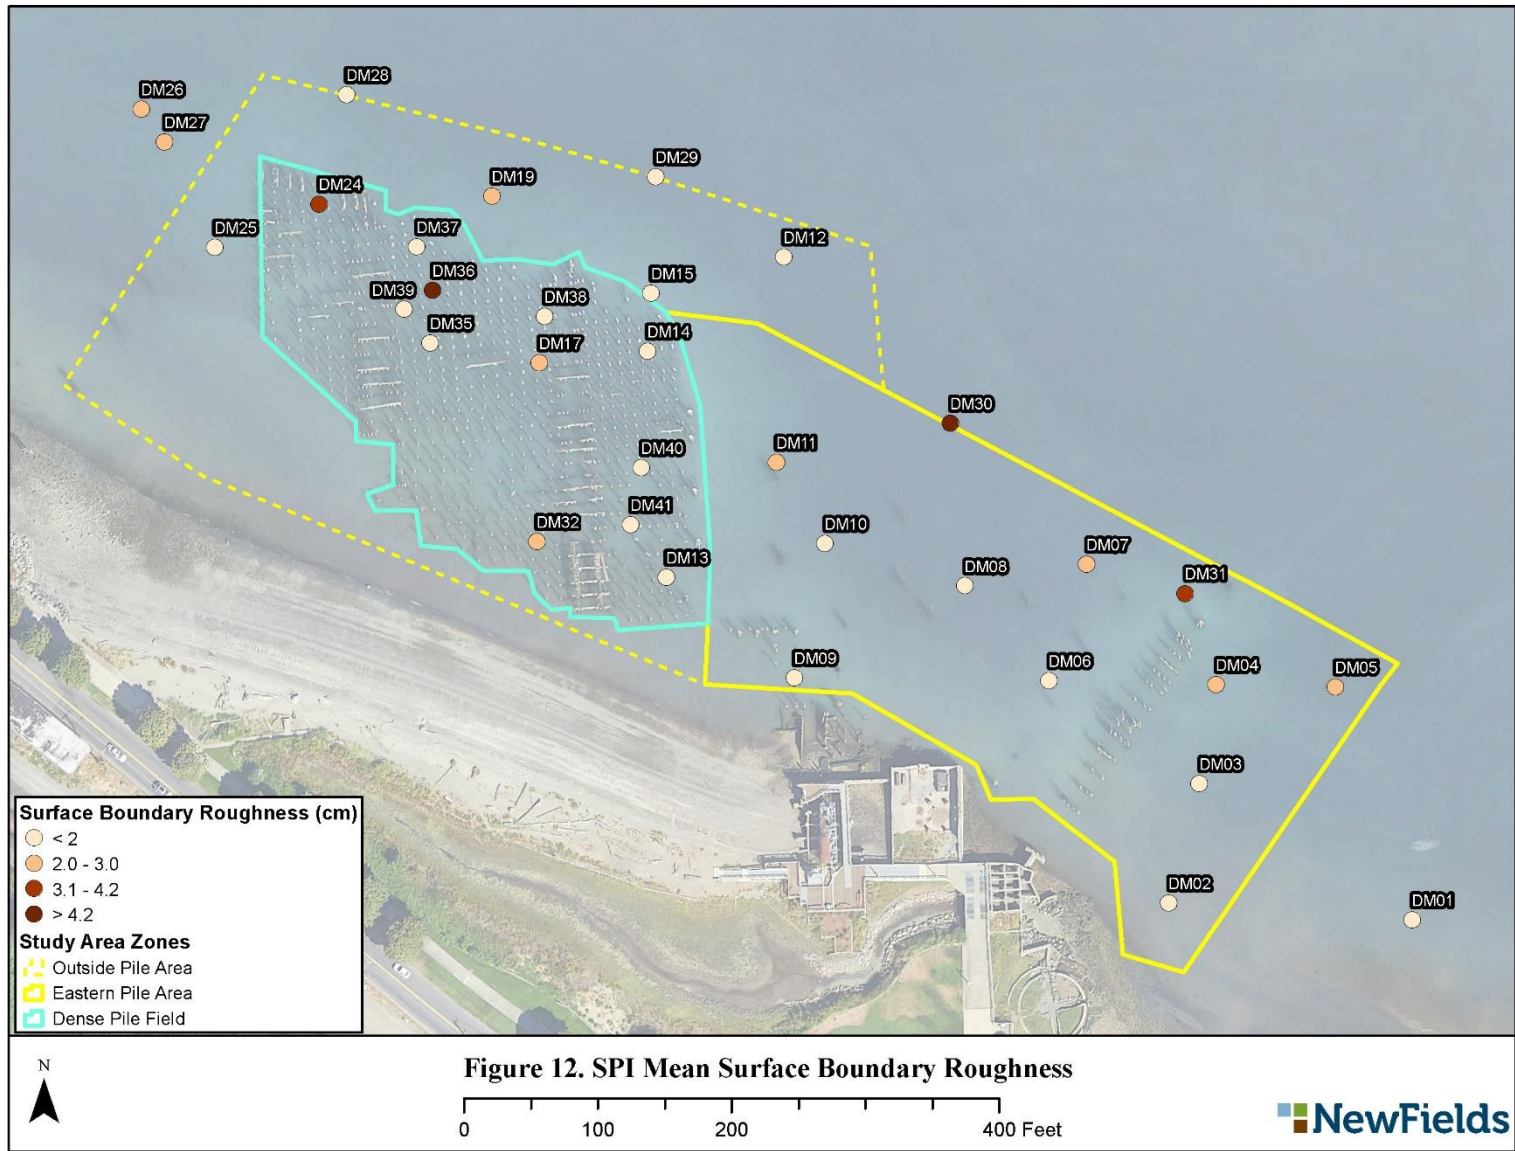 DM28
DM26
DM27
DM29
DM24
DM19
DM25
DM37
DM12
DM36
DM15
DM39
DM38
DM35
DM14
DM17
DM30
DM40
DM11
DM41
DM10
DM32
DM13
DM08
DM07
DM31
DM09
DM06
DM04
DM05
DM03
DM02
DM01
Surface Boundary Roughness (cm)
< 2
2.0 - 3.0
3.1 - 4.2
> 4.2
Study Area Zones
Outside Pile Area
Eastern Pile Area
Dense Pile Field
N
Figure 12. SPI Mean Surface Boundary Roughness
0 100 200 400 Feet
NewFields